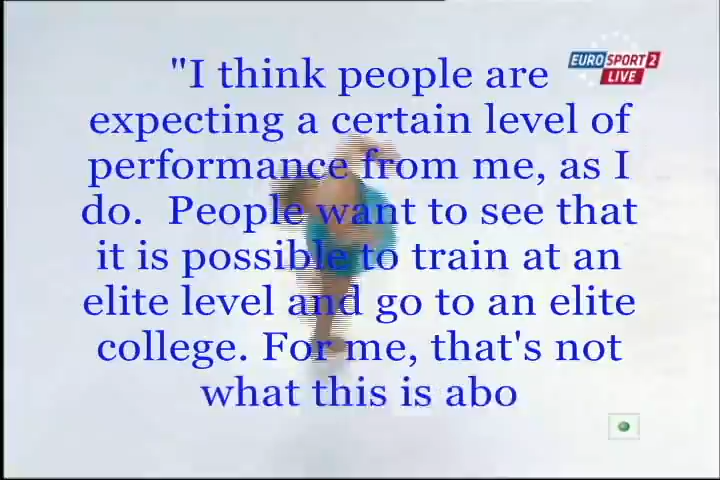 "I think people are
expecting a certain level of
performance from me, as I
do.  People want to see that
it is possible to train at an
elite level and go to an elite
college. For me, that's not
what this is abo
EUROSPORT 2
LIVE